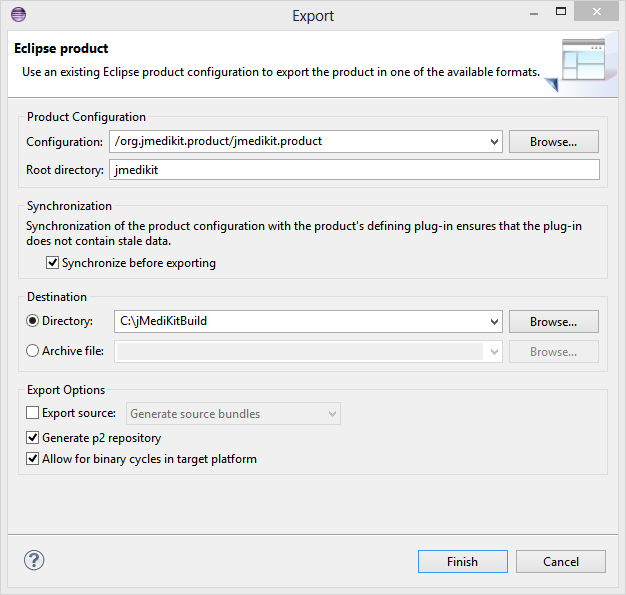 Export
Eclipse product
Use an existing Eclipse product configuration to export the product in one of the available formats.
Product Configuration
Configuration: /org.jmedikit.product/jmedikit.product Browse...
Root directory: jmedikit
Synchronization
Synchronization of the product configuration with the product's defining plug-in ensures that the plug-in
does not contain stale data.
Synchronize before exporting
Destination
Directory: C:\jMediKitBuild Browse...
Archive file: Browse...
Export Options
Export source: Generate source bundles
Generate p2 repository
Allow for binary cycles in target platform
? Finish Cancel